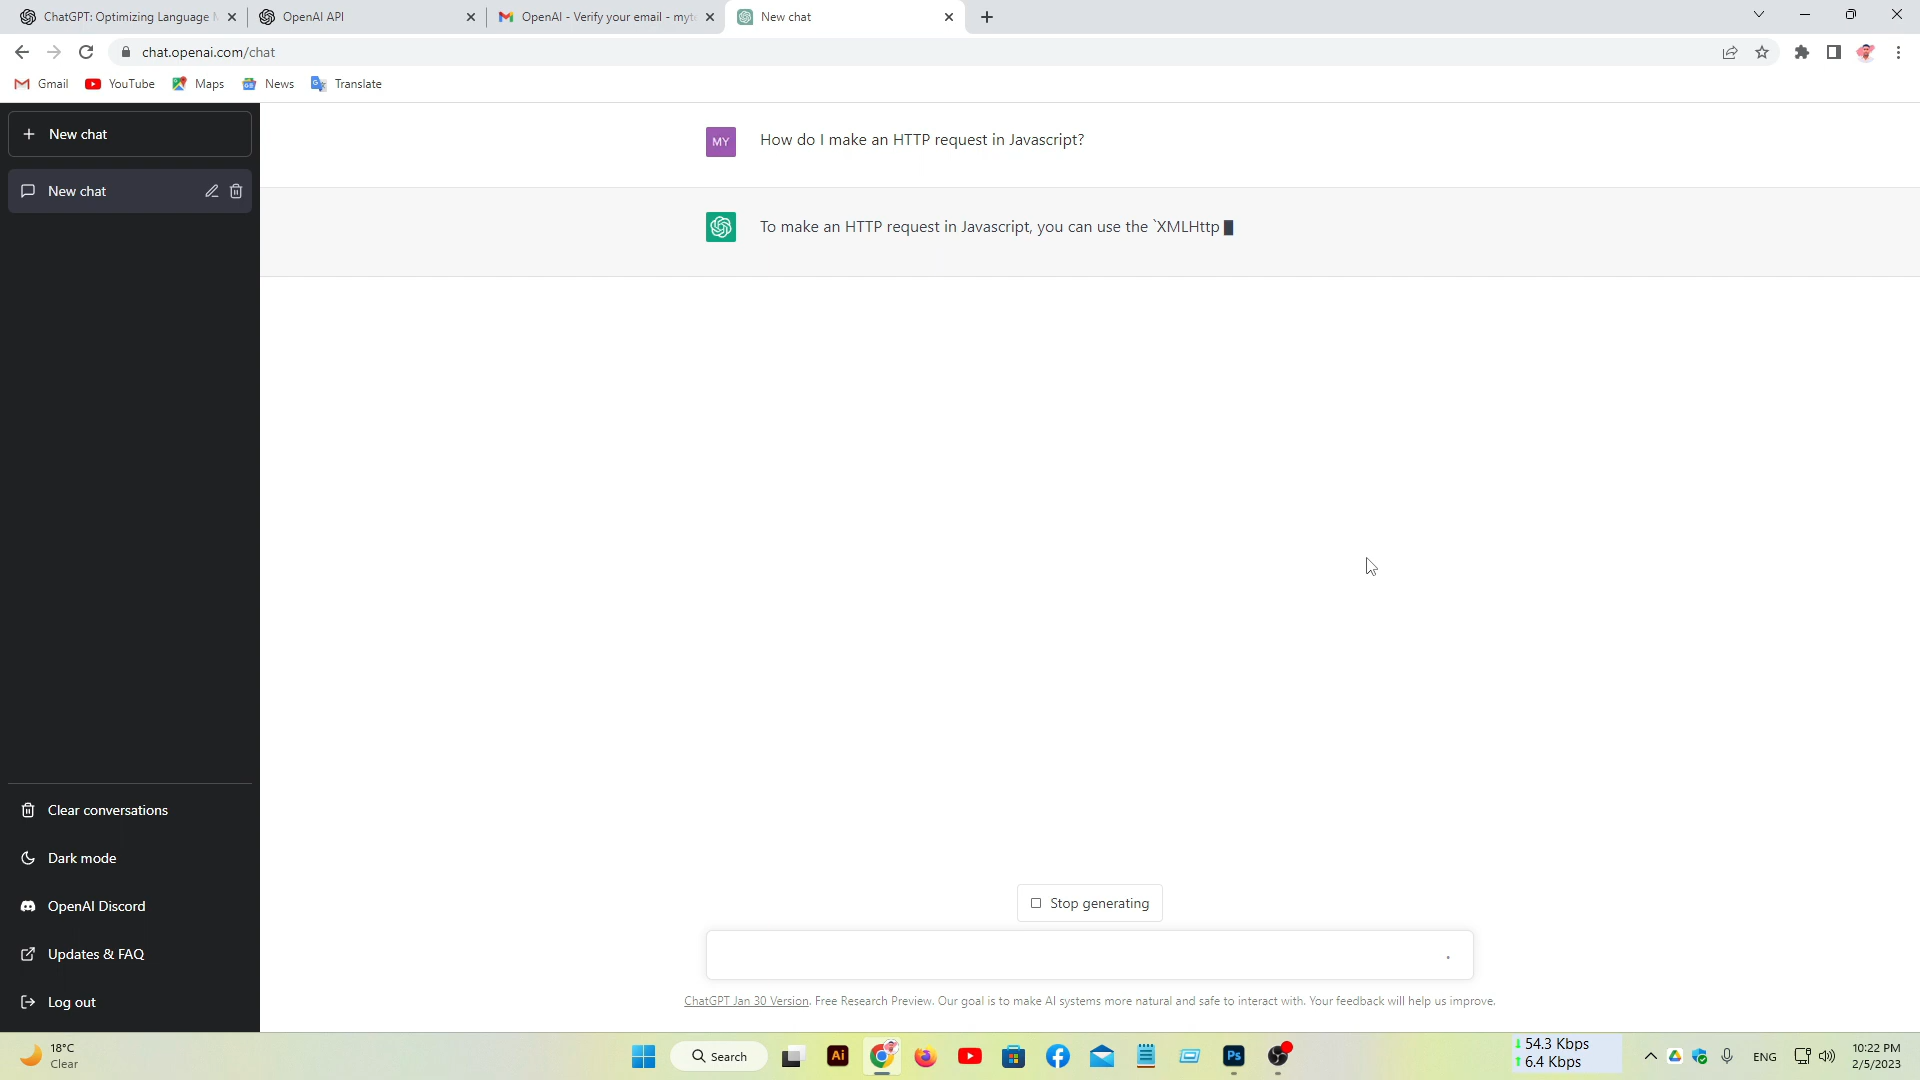 ChatGPT: Optimizing Language
OpenAI API
OpenAI - Verify your email - myt
New chat
chat.openai.com/chat
Gmail
YouTube
Maps
News
Translate
New chat
New chat
MY
How do I make an HTTP request in Javascript?
To make an HTTP request in Javascript, you can use the `XMLHttp
Clear conversations
Dark mode
OpenAI Discord
Updates & FAQ
Log out
Stop generating
ChatGPT Jan 30 Version. Free Research Preview. Our goal is to make AI systems more natural and safe to interact with. Your feedback will help us improve.
18°C
Clear
Search
Ai
Ps
54.3 Kbps
6.4 Kbps
ENG
10:22 PM
2/5/2023